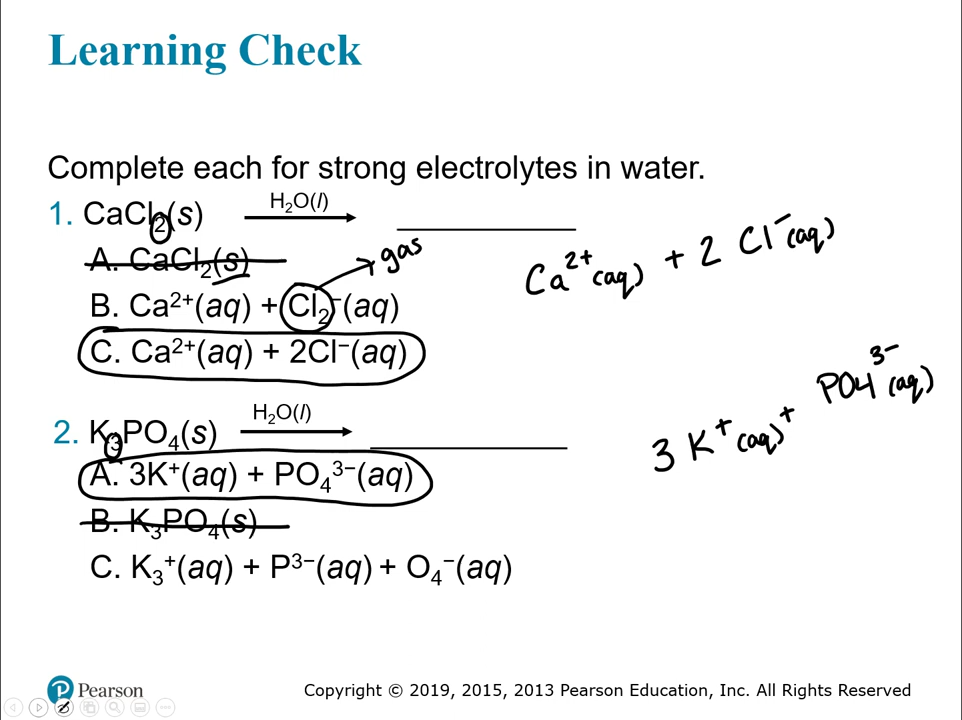 Learning Check
Complete each for strong electrolytes in water.
H₂O(l)
1. CaCl₂(s)
A. CaCl₂(s)
gas
Ca²⁺(aq) + 2 Cl⁻(aq)
B. Ca²⁺(aq) + Cl₂⁻(aq)
C. Ca²⁺(aq) + 2Cl⁻(aq)
H₂O(l)
2. K₃PO₄(s)
3 K⁺(aq) + PO4³⁻(aq)
A. 3K⁺(aq) + PO₄³⁻(aq)
B. K₃PO₄(s)
C. K₃⁺(aq) + P³⁻(aq) + O₄⁻(aq)
P Pearson
Copyright © 2019, 2015, 2013 Pearson Education, Inc. All Rights Reserved